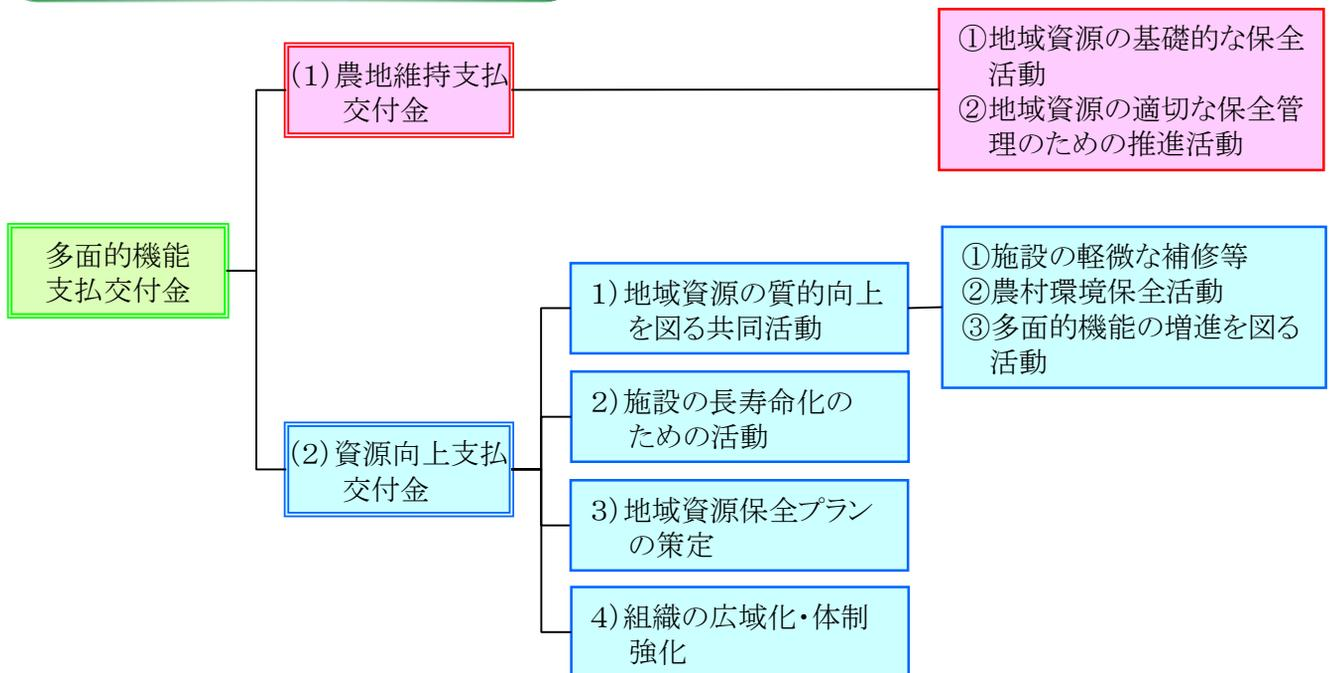 (1)農地維持支払
交付金
①地域資源の基礎的な保全
活動
②地域資源の適切な保全管
理のための推進活動
多面的機能
支払交付金
(2)資源向上支払
交付金
1)地域資源の質的向上
を図る共同活動
①施設の軽微な補修等
②農村環境保全活動
③多面的機能の増進を図る
活動
2)施設の長寿命化の
ための活動
3)地域資源保全プラン
の策定
4)組織の広域化・体制
強化